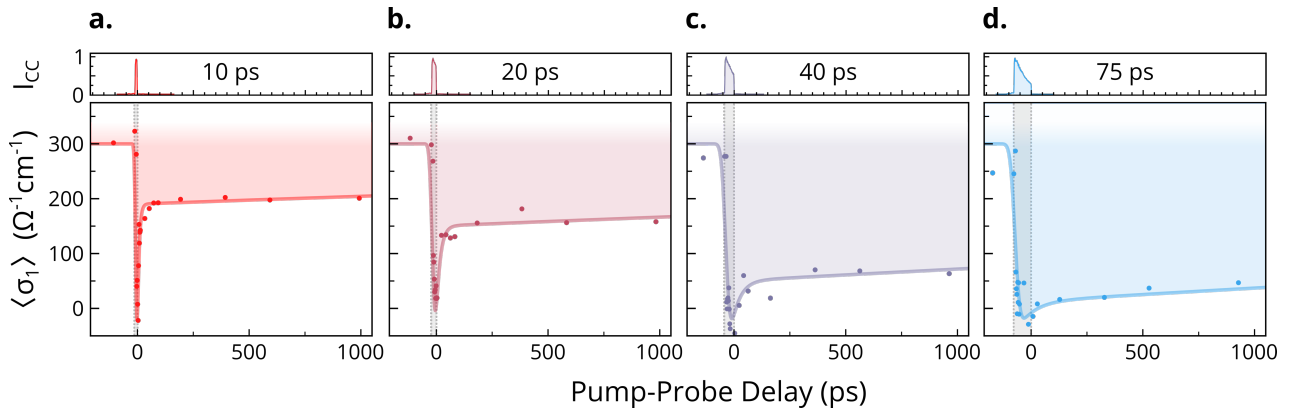 a. b. c. d.
I_CC 1 0 10 ps 20 ps 40 ps 75 ps
⟨σ₁⟩ (Ω⁻¹cm⁻¹)
300
200
100
0
0 500 1000 0 500 1000 0 500 1000 0 500 1000
Pump-Probe Delay (ps)